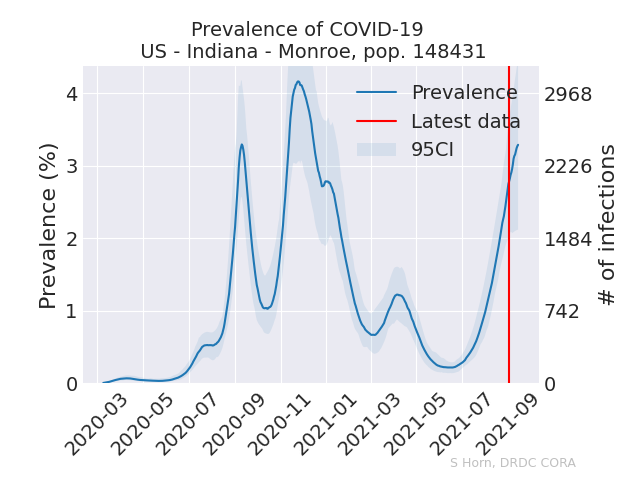 Prevalence of COVID-19
US - Indiana - Monroe, pop. 148431
Prevalence
Latest data
95CI
Prevalence (%)
4
3
2
1
0
2968
2226
1484
742
0
# of infections
2020-03
2020-05
2020-07
2020-09
2020-11
2021-01
2021-03
2021-05
2021-07
2021-09
S Horn, DRDC CORA